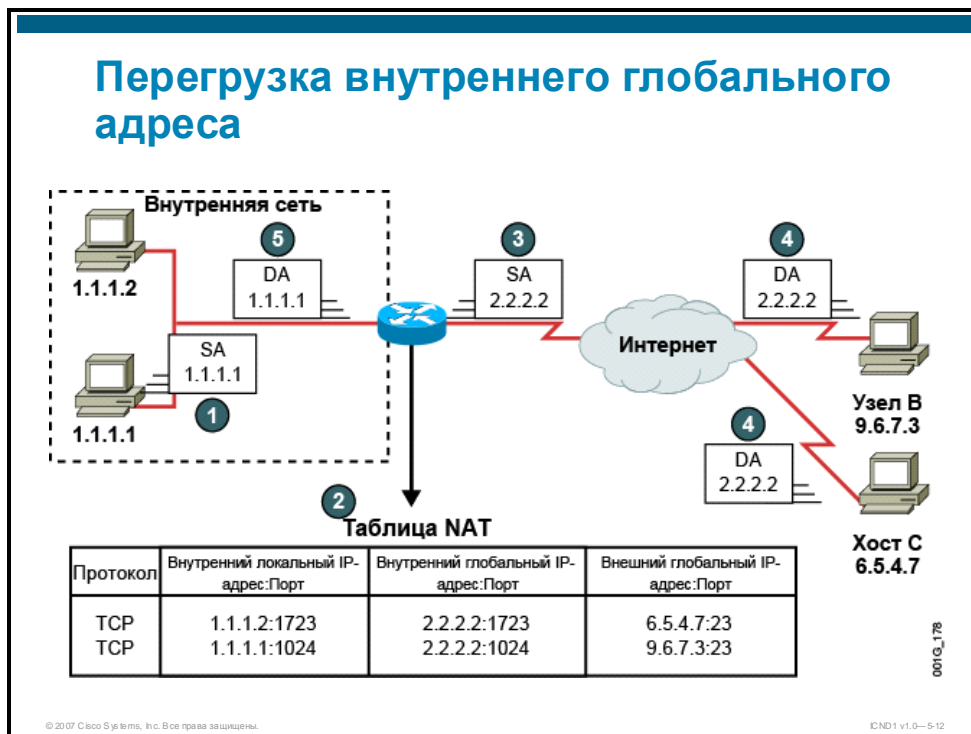 Перегрузка внутреннего глобального
адреса
Внутренняя сеть
5
DA
1.1.1.1
3
SA
2.2.2.2
4
DA
2.2.2.2
1.1.1.2
SA
1.1.1.1
1
1.1.1.1
Интернет
Узел B
9.6.7.3
4
DA
2.2.2.2
Хост C
6.5.4.7
2
Таблица NAT
Протокол
Внутренний локальный IP-
адрес:Порт
Внутренний глобальный IP-
адрес:Порт
Внешний глобальный IP-
адрес:Порт
TCP 1.1.1.2:1723 2.2.2.2:1723 6.5.4.7:23
TCP 1.1.1.1:1024 2.2.2.2:1024 9.6.7.3:23
001G_178
© 2007 Cisco Systems, Inc. Все права защищены.
ICND1 v1.0—5-12